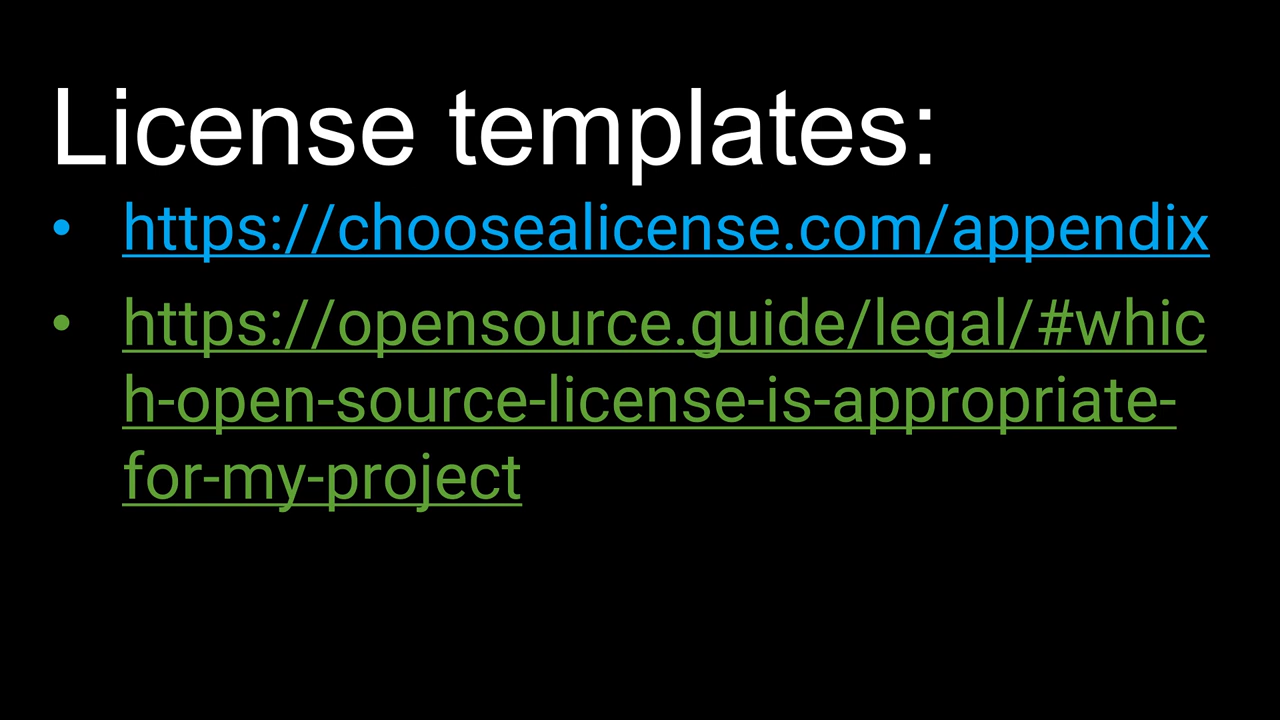 License templates:
• https://choosealicense.com/appendix
• https://opensource.guide/legal/#whic
h-open-source-license-is-appropriate-
for-my-project